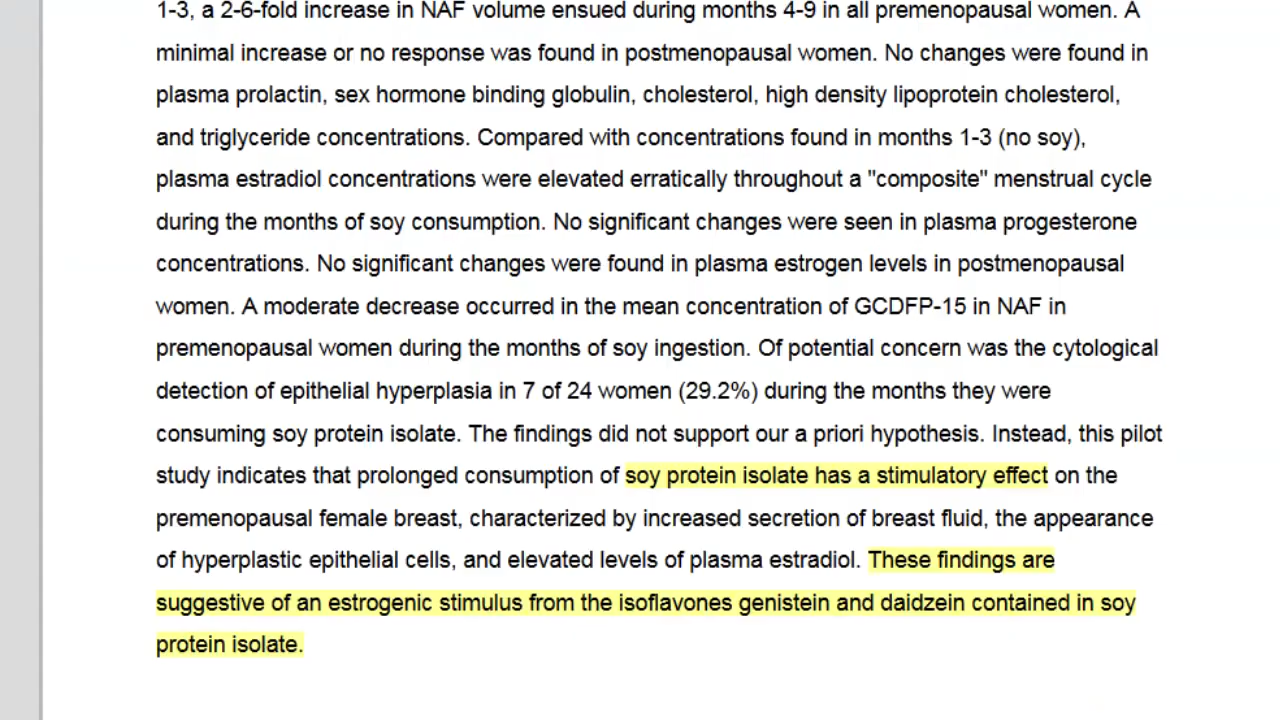 1-3, a 2-6-fold increase in NAF volume ensued during months 4-9 in all premenopausal women. A
minimal increase or no response was found in postmenopausal women. No changes were found in
plasma prolactin, sex hormone binding globulin, cholesterol, high density lipoprotein cholesterol,
and triglyceride concentrations. Compared with concentrations found in months 1-3 (no soy),
plasma estradiol concentrations were elevated erratically throughout a "composite" menstrual cycle
during the months of soy consumption. No significant changes were seen in plasma progesterone
concentrations. No significant changes were found in plasma estrogen levels in postmenopausal
women. A moderate decrease occurred in the mean concentration of GCDFP-15 in NAF in
premenopausal women during the months of soy ingestion. Of potential concern was the cytological
detection of epithelial hyperplasia in 7 of 24 women (29.2%) during the months they were
consuming soy protein isolate. The findings did not support our a priori hypothesis. Instead, this pilot
study indicates that prolonged consumption of soy protein isolate has a stimulatory effect on the
premenopausal female breast, characterized by increased secretion of breast fluid, the appearance
of hyperplastic epithelial cells, and elevated levels of plasma estradiol. These findings are
suggestive of an estrogenic stimulus from the isoflavones genistein and daidzein contained in soy
protein isolate.